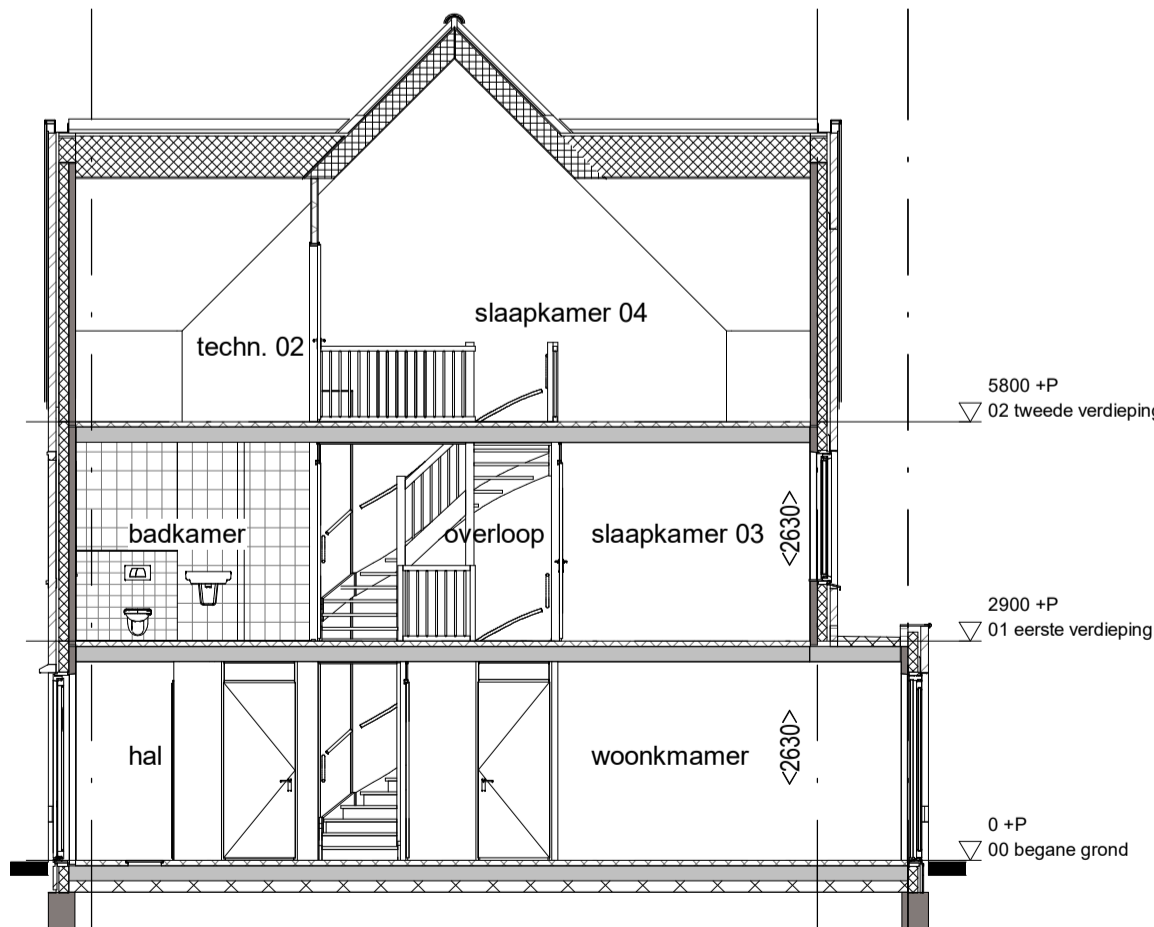 slaapkamer 04
techn. 02
5800 +P
02 tweede verdieping
badkamer
overloop
slaapkamer 03
<2630>
2900 +P
01 eerste verdieping
hal
woonkmamer
<2630>
0 +P
00 begane grond